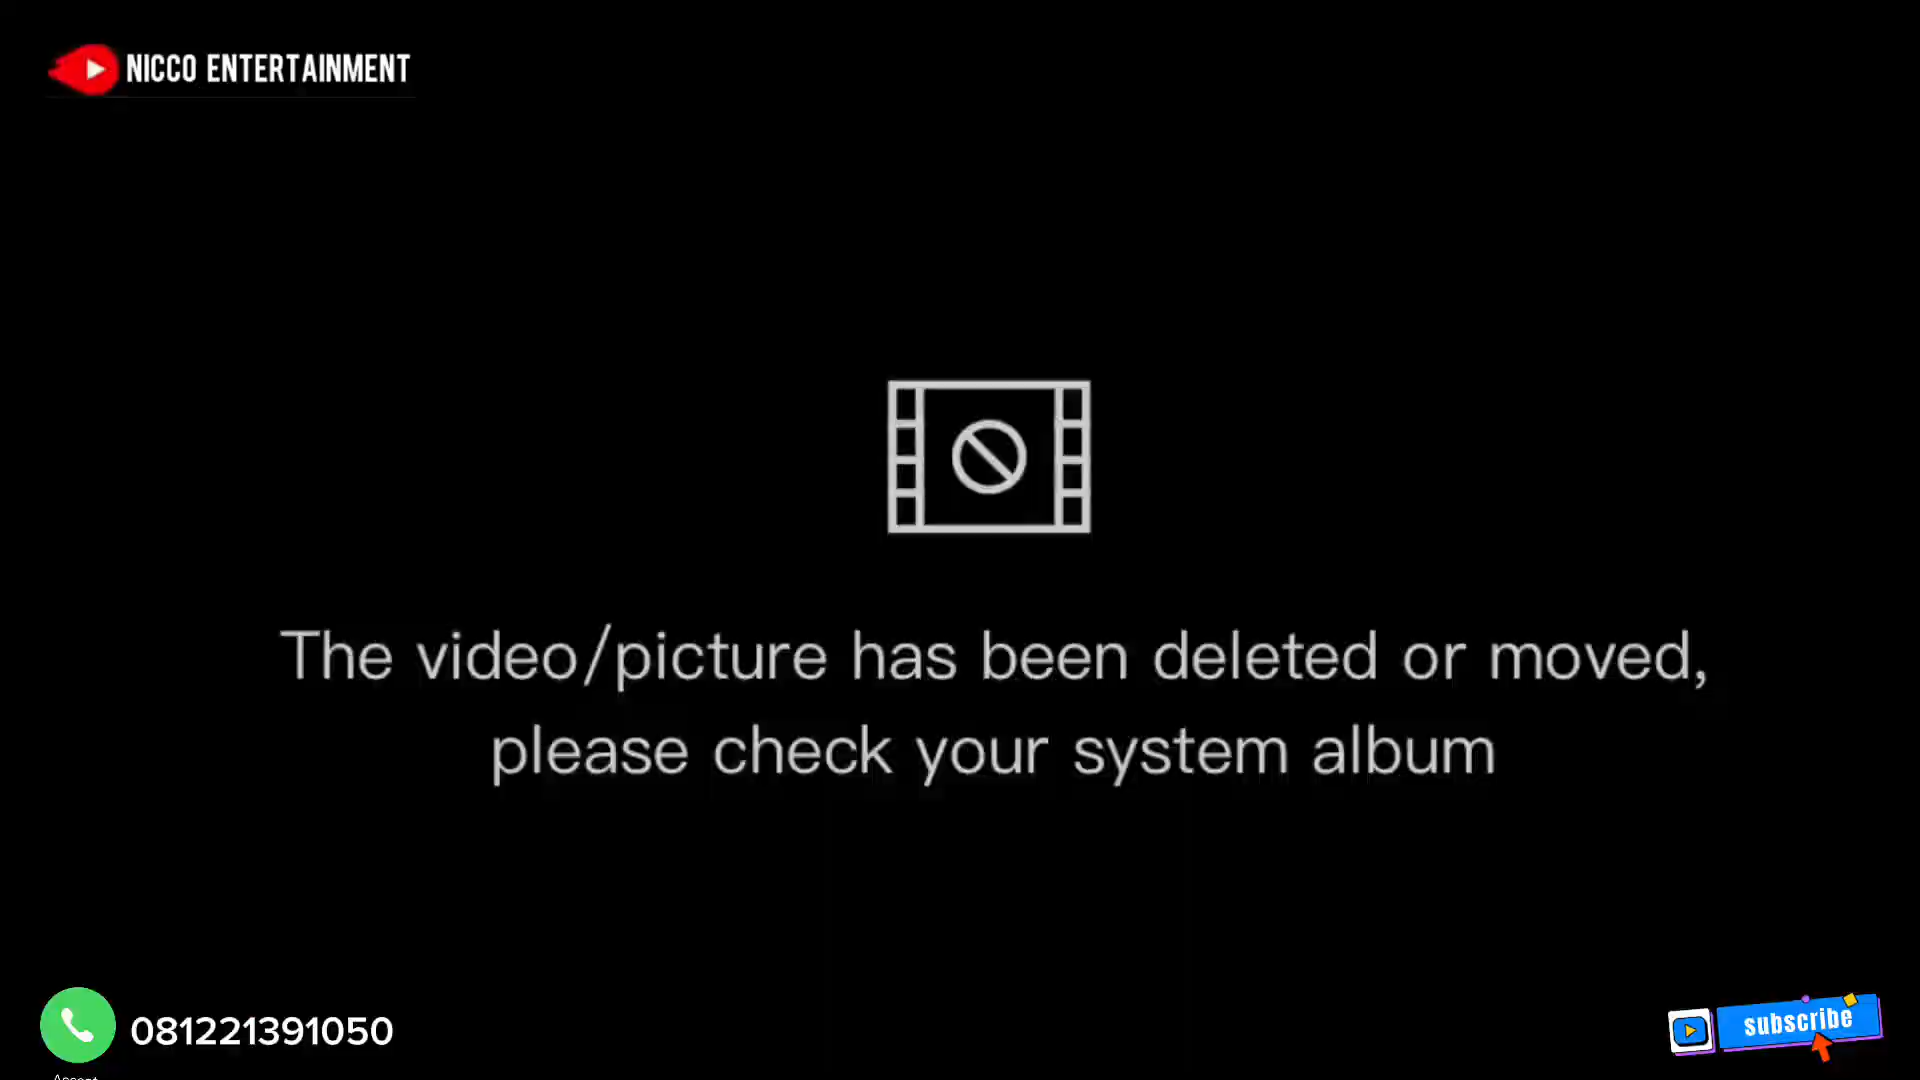 NICCO ENTERTAINMENT
The video/picture has been deleted or moved,
please check your system album
081221391050
subscribe